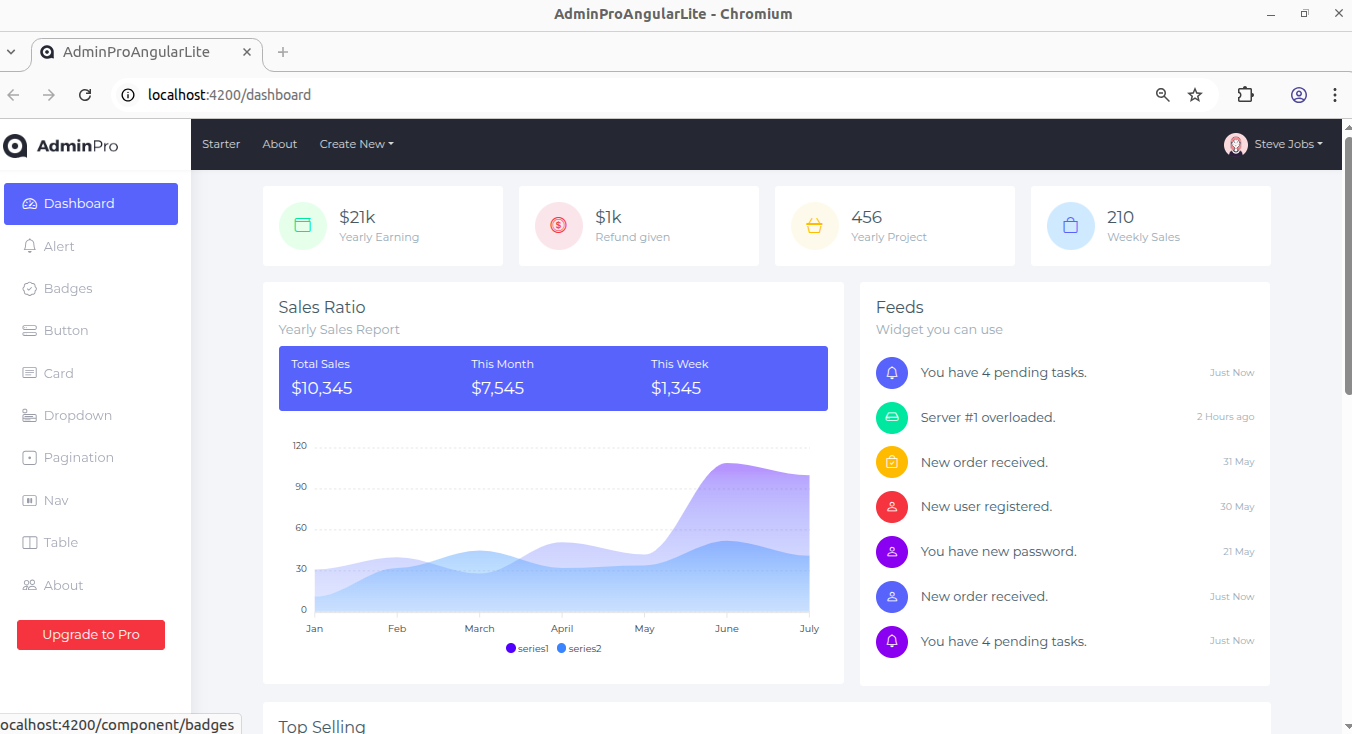 AdminProAngularLite - Chromium
AdminProAngularLite
localhost:4200/dashboard
AdminPro
Starter About Create New Steve Jobs
Dashboard
Alert
Badges
Button
Card
Dropdown
Pagination
Nav
Table
About
Upgrade to Pro
$21k
Yearly Earning
$1k
Refund given
456
Yearly Project
210
Weekly Sales
Sales Ratio
Yearly Sales Report
Total Sales This Month This Week
$10,345 $7,545 $1,345
120
90
60
30
0
Jan Feb March April May June July
series1 series2
Feeds
Widget you can use
You have 4 pending tasks. Just Now
Server #1 overloaded. 2 Hours ago
New order received. 31 May
New user registered. 30 May
You have new password. 21 May
New order received. Just Now
You have 4 pending tasks. Just Now
Top Selling
ocalhost:4200/component/badges